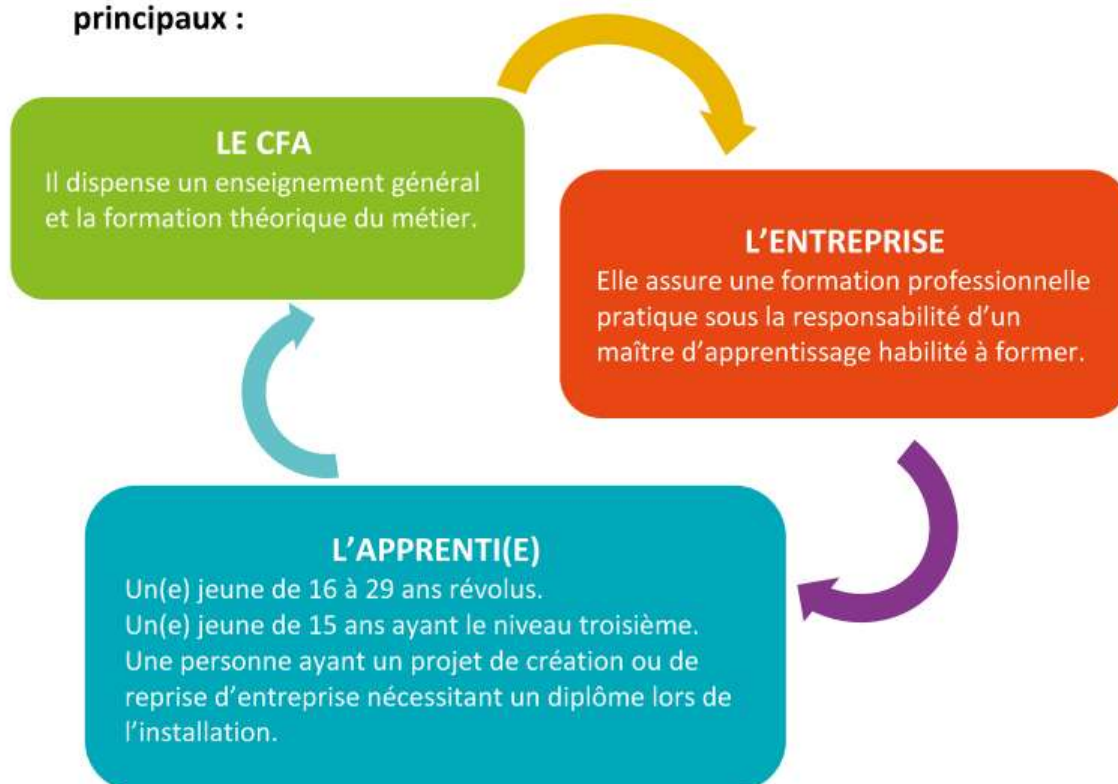 principaux :
LE CFA
Il dispense un enseignement général
et la formation théorique du métier.
L'ENTREPRISE
Elle assure une formation professionnelle
pratique sous la responsabilité d'un
maître d'apprentissage habilité à former.
L'APPRENTI(E)
Un(e) jeune de 16 à 29 ans révolus.
Un(e) jeune de 15 ans ayant le niveau troisième.
Une personne ayant un projet de création ou de
reprise d'entreprise nécessitant un diplôme lors de
l'installation.